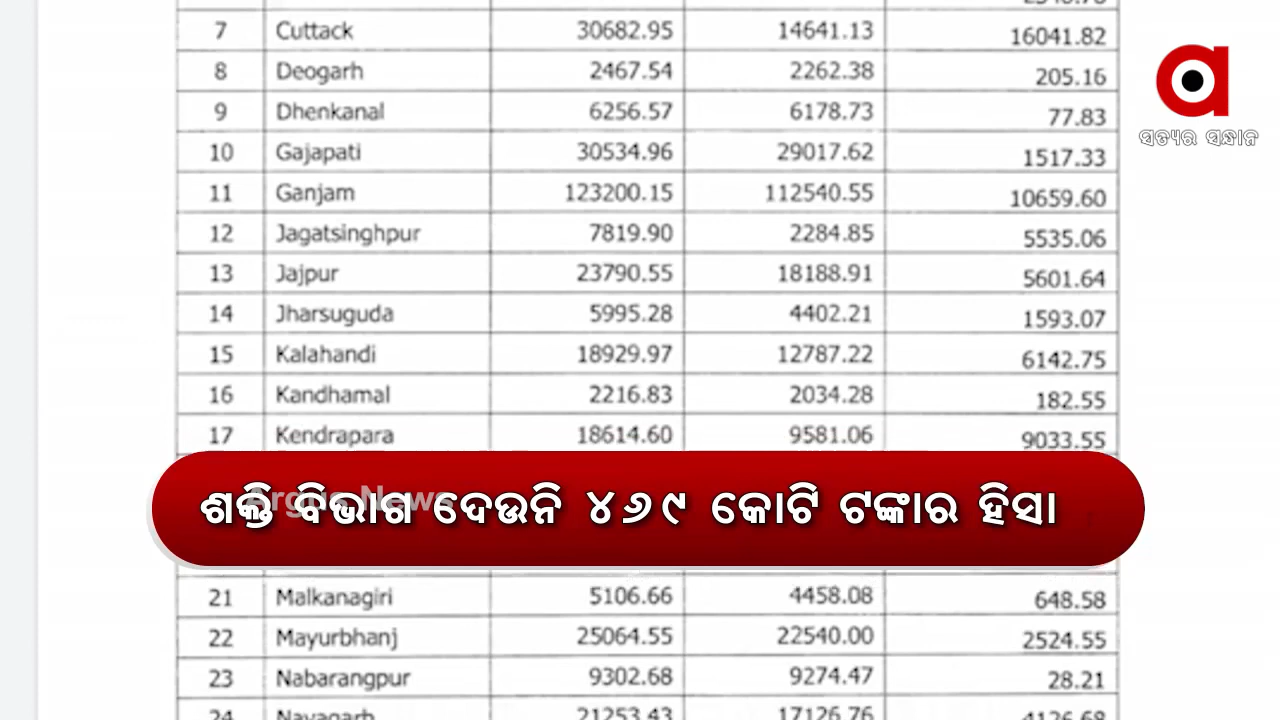 7 Cuttack 30682.95 14641.13 16041.82
8 Deogarh 2467.54 2262.38 205.16
9 Dhenkanal 6256.57 6178.73 77.83
ସତ୍ୟର ସନ୍ଧାନ
10 Gajapati 30534.96 29017.62 1517.33
11 Ganjam 123200.15 112540.55 10659.60
12 Jagatsinghpur 7819.90 2284.85 5535.06
13 Jajpur 23790.55 18188.91 5601.64
14 Jharsuguda 5995.28 4402.21 1593.07
15 Kalahandi 18929.97 12787.22 6142.75
16 Kandhamal 2216.83 2034.28 182.55
17 Kendrapara 18614.60 9581.06 9033.55
Argus News
ଶକ୍ତି ବିଭାଗ ଦେଉନି ୪୬୯ କୋଟି ଟଙ୍କାର ହିସା
21 Malkanagiri 5106.66 4458.08 648.58
22 Mayurbhanj 25064.55 22540.00 2524.55
23 Nabarangpur 9302.68 9274.47 28.21
24 Nayagarh 21253.43 17126.76 4126.68